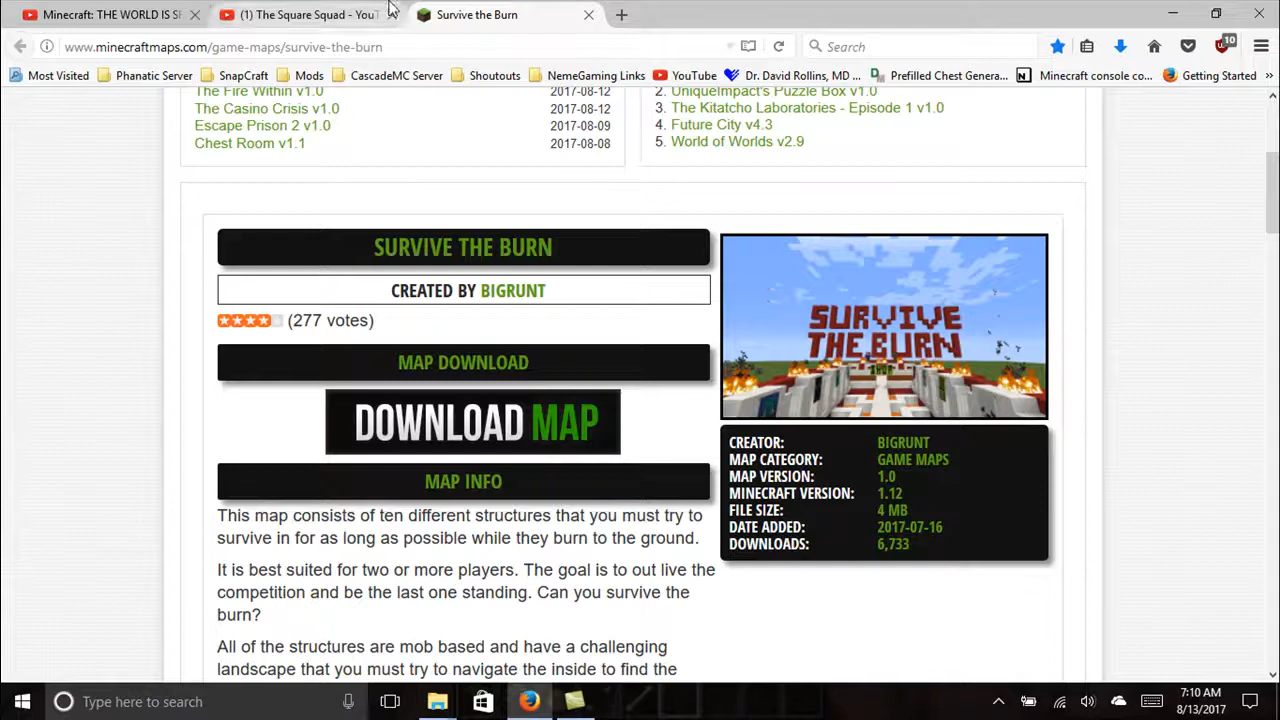 Minecraft: THE WORLD IS S
(1) The Square Squad - YouT
Survive the Burn
www.minecraftmaps.com/game-maps/survive-the-burn
Search
10
Most Visited
Phanatic Server
SnapCraft
Mods
CascadeMC Server
Shoutouts
NemeGaming Links
YouTube
Dr. David Rollins, MD ...
Prefilled Chest Genera...
Minecraft console co...
Getting Started
The Fire Within v1.0
2017-08-12
The Casino Crisis v1.0
2017-08-12
Escape Prison 2 v1.0
2017-08-09
Chest Room v1.1
2017-08-08
2. UniqueImpact's Puzzle Box v1.0
3. The Kitatcho Laboratories - Episode 1 v1.0
4. Future City v4.3
5. World of Worlds v2.9
SURVIVE THE BURN
CREATED BY BIGRUNT
(277 votes)
MAP DOWNLOAD
DOWNLOAD MAP
MAP INFO
This map consists of ten different structures that you must try to
survive in for as long as possible while they burn to the ground.
It is best suited for two or more players. The goal is to out live the
competition and be the last one standing. Can you survive the
burn?
All of the structures are mob based and have a challenging
landscape that you must try to navigate the inside to find the
SURVIVE
THE BURN
SHOP
CREATOR: BIGRUNT
MAP CATEGORY: GAME MAPS
MAP VERSION: 1.0
MINECRAFT VERSION: 1.12
FILE SIZE: 4 MB
DATE ADDED: 2017-07-16
DOWNLOADS: 6,733
Type here to search
7:10 AM
8/13/2017